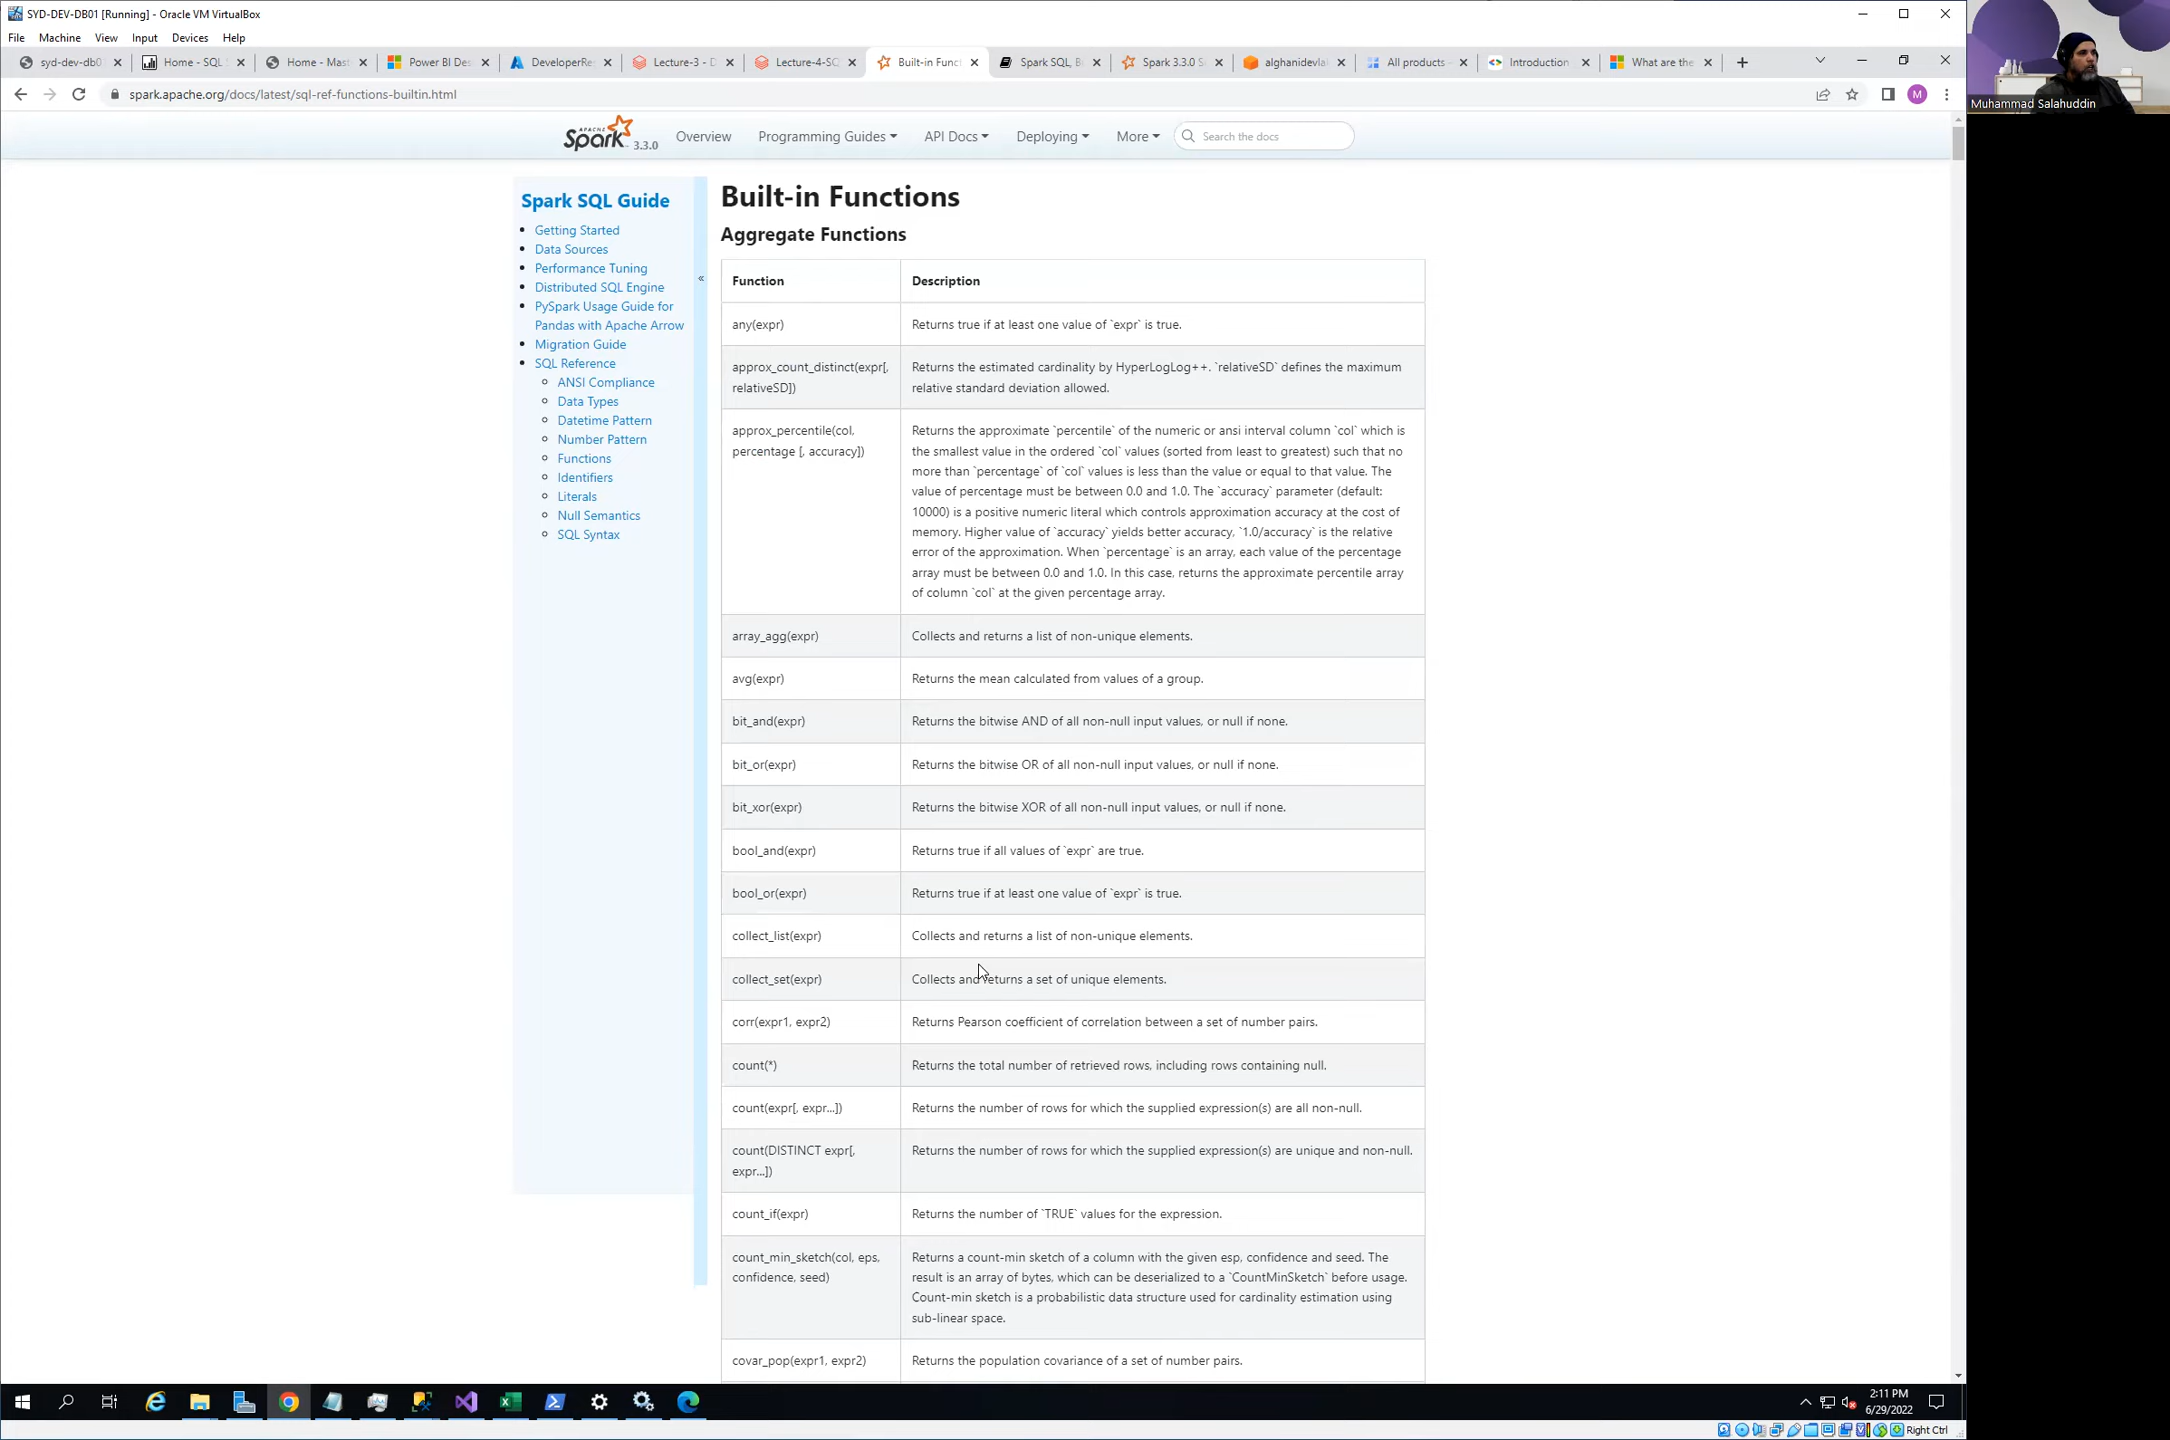 SYD-DEV-DB01 [Running] - Oracle VM VirtualBox
File Machine View Input Devices Help
syd-dev-db0
Home - SQL S
Home - Mast
Power BI Des
DeveloperRe
Lecture-3 - D
Lecture-4-SQ
Built-in Funct
Spark SQL, B
Spark 3.3.0 S
alghanidevlai
All products -
Introduction
What are the
spark.apache.org/docs/latest/sql-ref-functions-builtin.html
M
Muhammad Salahuddin
APACHE
Spark 3.3.0
Overview Programming Guides API Docs Deploying More Search the docs
Spark SQL Guide
Getting Started
Data Sources
Performance Tuning
Distributed SQL Engine
PySpark Usage Guide for
Pandas with Apache Arrow
Migration Guide
SQL Reference
ANSI Compliance
Data Types
Datetime Pattern
Number Pattern
Functions
Identifiers
Literals
Null Semantics
SQL Syntax
«
Built-in Functions
Aggregate Functions
Function Description
any(expr) Returns true if at least one value of `expr` is true.
approx_count_distinct(expr[, Returns the estimated cardinality by HyperLogLog++. `relativeSD` defines the maximum
relativeSD]) relative standard deviation allowed.
approx_percentile(col, Returns the approximate `percentile` of the numeric or ansi interval column `col` which is
percentage [, accuracy]) the smallest value in the ordered `col` values (sorted from least to greatest) such that no
more than `percentage` of `col` values is less than the value or equal to that value. The
value of percentage must be between 0.0 and 1.0. The `accuracy` parameter (default:
10000) is a positive numeric literal which controls approximation accuracy at the cost of
memory. Higher value of `accuracy` yields better accuracy, `1.0/accuracy` is the relative
error of the approximation. When `percentage` is an array, each value of the percentage
array must be between 0.0 and 1.0. In this case, returns the approximate percentile array
of column `col` at the given percentage array.
array_agg(expr) Collects and returns a list of non-unique elements.
avg(expr) Returns the mean calculated from values of a group.
bit_and(expr) Returns the bitwise AND of all non-null input values, or null if none.
bit_or(expr) Returns the bitwise OR of all non-null input values, or null if none.
bit_xor(expr) Returns the bitwise XOR of all non-null input values, or null if none.
bool_and(expr) Returns true if all values of `expr` are true.
bool_or(expr) Returns true if at least one value of `expr` is true.
collect_list(expr) Collects and returns a list of non-unique elements.
collect_set(expr) Collects and returns a set of unique elements.
corr(expr1, expr2) Returns Pearson coefficient of correlation between a set of number pairs.
count(*) Returns the total number of retrieved rows, including rows containing null.
count(expr[, expr...]) Returns the number of rows for which the supplied expression(s) are all non-null.
count(DISTINCT expr[, Returns the number of rows for which the supplied expression(s) are unique and non-null.
expr...])
count_if(expr) Returns the number of `TRUE` values for the expression.
count_min_sketch(col, eps, Returns a count-min sketch of a column with the given esp, confidence and seed. The
confidence, seed) result is an array of bytes, which can be deserialized to a `CountMinSketch` before usage.
Count-min sketch is a probabilistic data structure used for cardinality estimation using
sub-linear space.
covar_pop(expr1, expr2) Returns the population covariance of a set of number pairs.
2:11 PM
6/29/2022
Right Ctrl